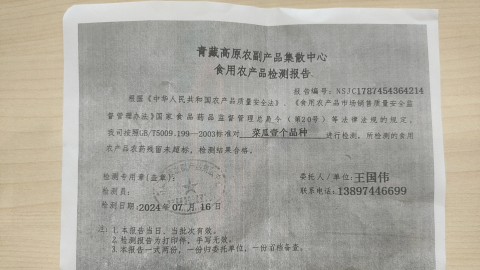 青藏高原农副产品集散中心
食用农产品检测报告
报告编号：NSJC1787454364214
根据《中华人民共和国农产品质量安全法》、《食用农产品市场销售质量安全监
督管理办法》国家食品药品监督管理总局令（第20号）等法律法规的规定，
我司按照GB/T5009.199—2003标准对 菜瓜壹个品种 进行检测，所检测的食用
农产品农药残留未超标，检测结果合格。
检测专用章(盖章)：
委托人/单位：王国伟
检测员：
联系电话：13897446699
检测日期：2024年 07 月 16日
注：1.本报告当日、当批次有效。
2.检测报告为打印件，手写无效。
3.本报告一式两份，一份归委托单位，一份百裕备查。